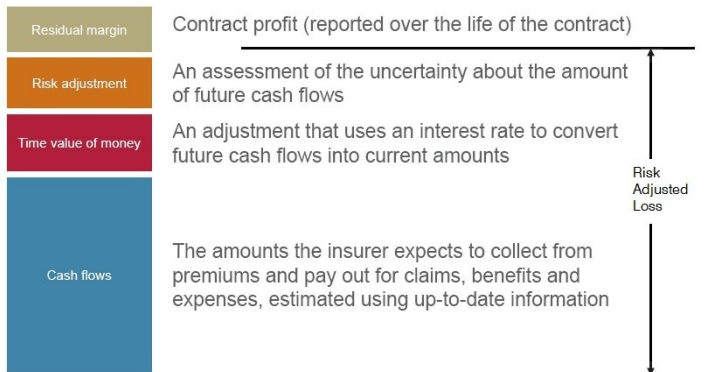 Residual margin
Contract profit (reported over the life of the contract)
Risk adjustment
An assessment of the uncertainty about the amount
of future cash flows
Time value of money
An adjustment that uses an interest rate to convert
future cash flows into current amounts
Risk
Adjusted
Loss
Cash flows
The amounts the insurer expects to collect from
premiums and pay out for claims, benefits and
expenses, estimated using up-to-date information